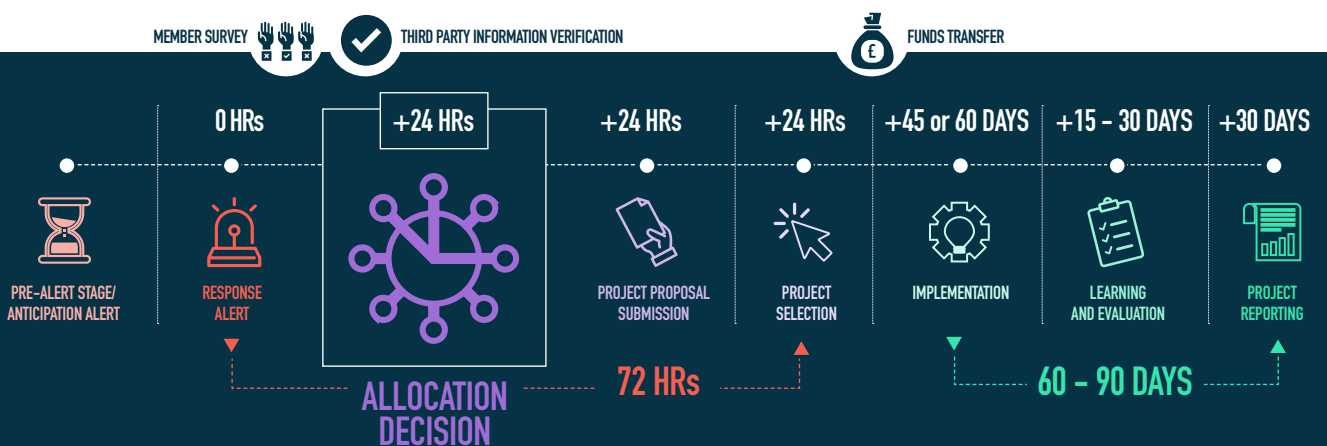 MEMBER SURVEY
THIRD PARTY INFORMATION VERIFICATION
£
FUNDS TRANSFER
0 HRs
+24 HRs
+24 HRs
+24 HRs
+45 or 60 DAYS
+15 - 30 DAYS
+30 DAYS
PRE-ALERT STAGE/
ANTICIPATION ALERT
RESPONSE
ALERT
PROJECT PROPOSAL
SUBMISSION
PROJECT
SELECTION
IMPLEMENTATION
LEARNING
AND EVALUATION
PROJECT
REPORTING
ALLOCATION
DECISION
72 HRs
60 - 90 DAYS